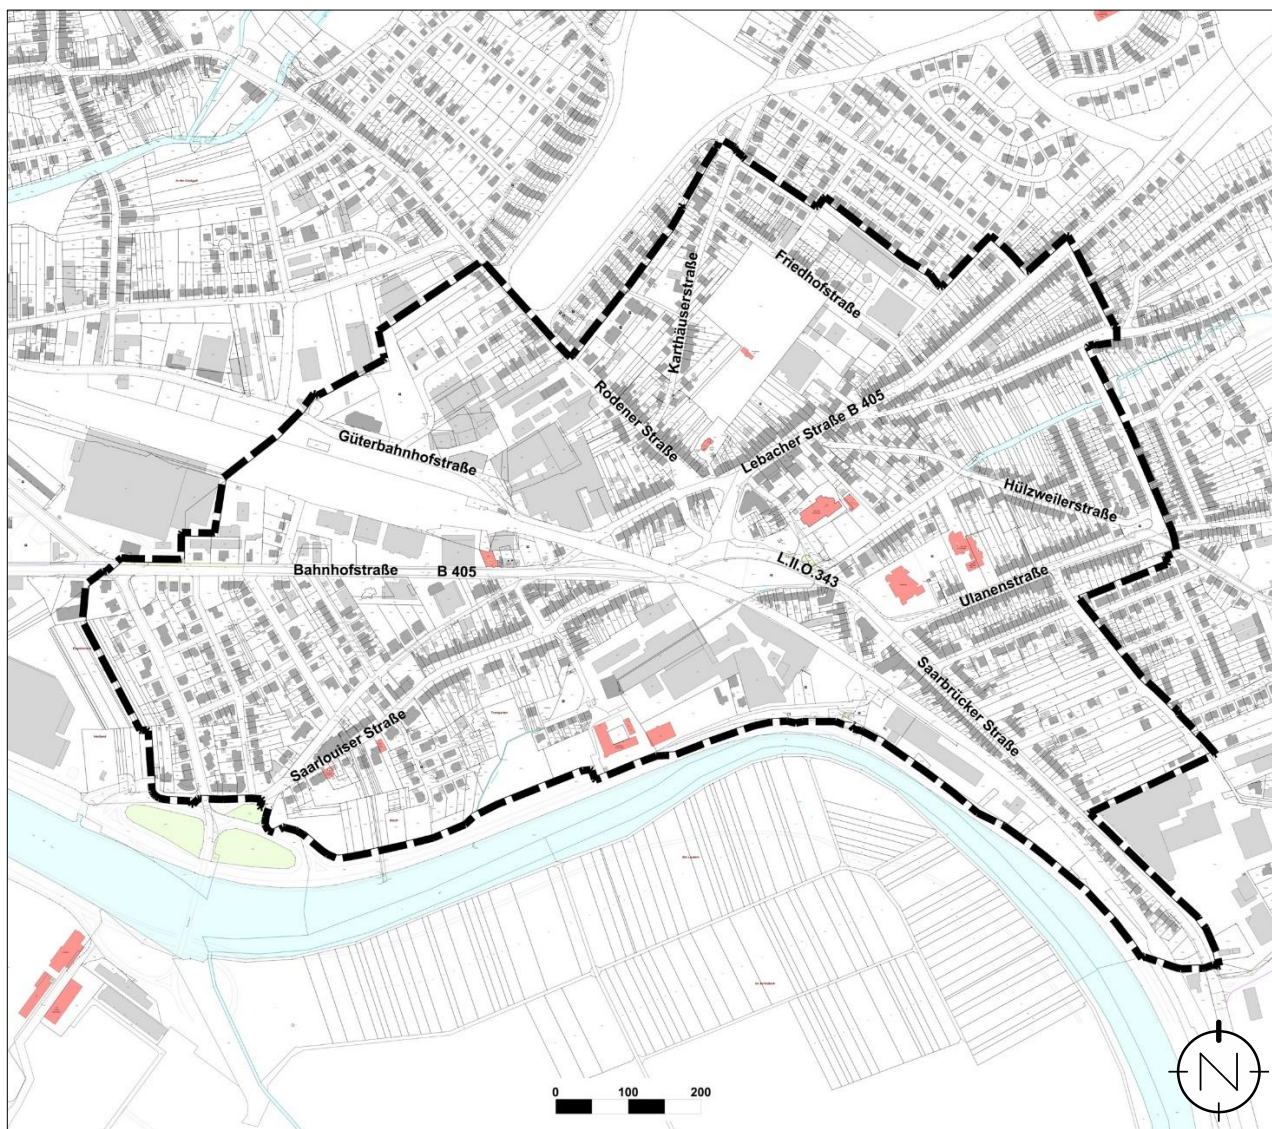 Friedhofstraße
Karthäuserstraße
Rodener Straße
Lebacher Straße B 405
Güterbahnhofstraße
Hülzweilerstraße
L.II.O.343
Bahnhofstraße B 405
Ulanenstraße
Saarbrücker Straße
Saarlouiser Straße
0 100 200
N